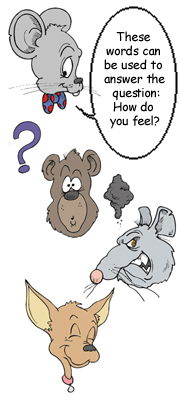 These
words can
be used to
answer the
question:
How do
you feel?
?